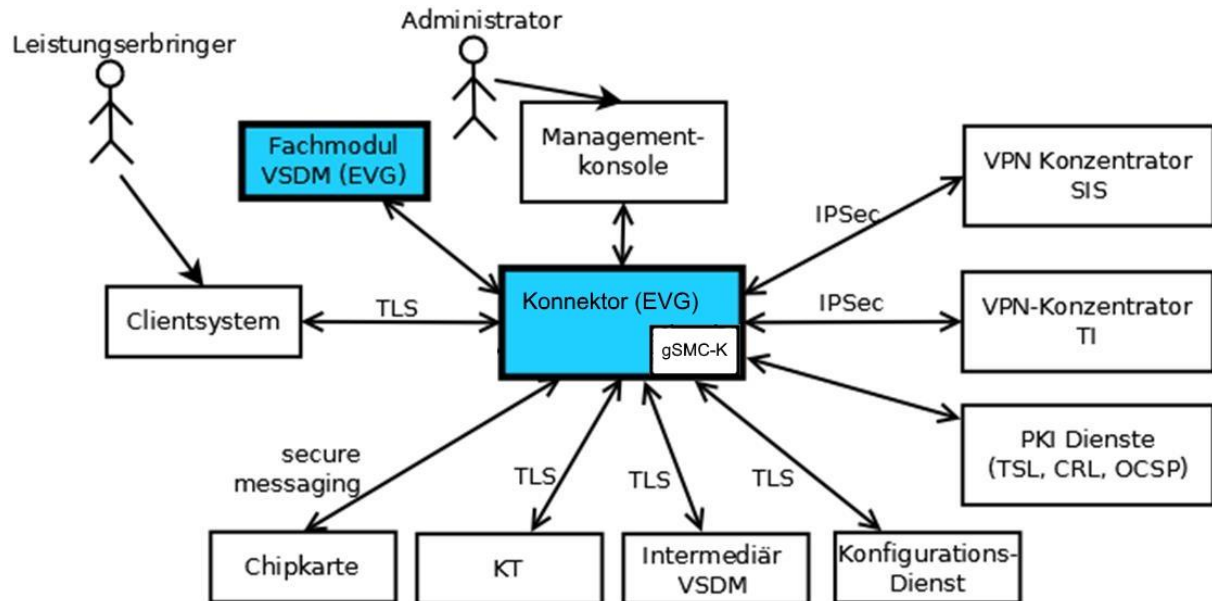 Administrator
Leistungserbringer
Fachmodul
VSDM (EVG)
Management-
konsole
VPN Konzentrator
SIS
IPSec
Clientsystem
TLS
Konnektor (EVG)
gSMC-K
IPSec
VPN-Konzentrator
TI
PKI Dienste
(TSL, CRL, OCSP)
secure
messaging
TLS
TLS
TLS
Chipkarte
KT
Intermediär
VSDM
Konfigurations-
Dienst